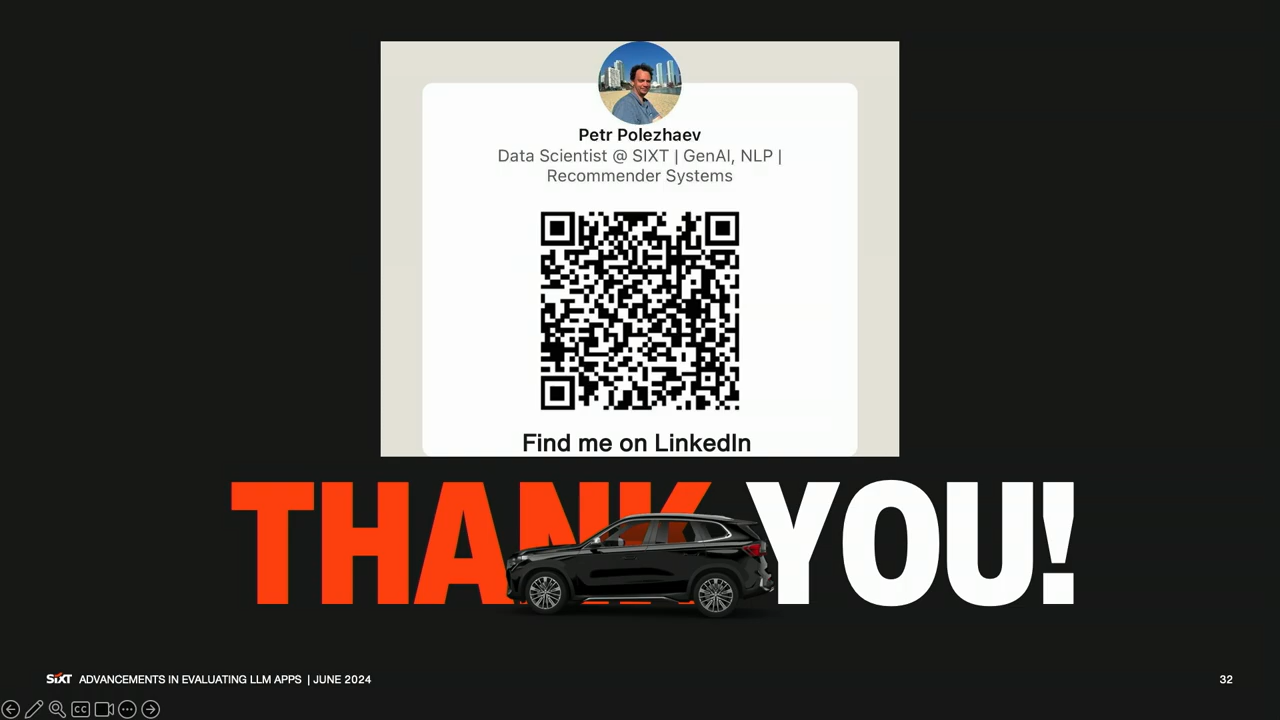 Petr Polezhaev
Data Scientist @ SIXT | GenAI, NLP |
Recommender Systems
Find me on LinkedIn
THANK YOU!
SIXT ADVANCEMENTS IN EVALUATING LLM APPS | JUNE 2024
32
CC